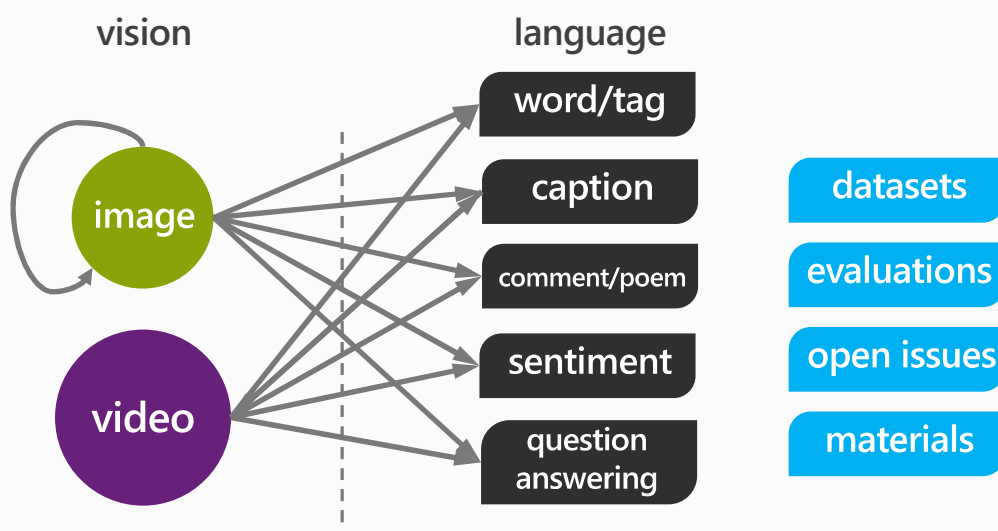 vision
language
word/tag
image
caption
datasets
comment/poem
evaluations
video
sentiment
open issues
question
answering
materials